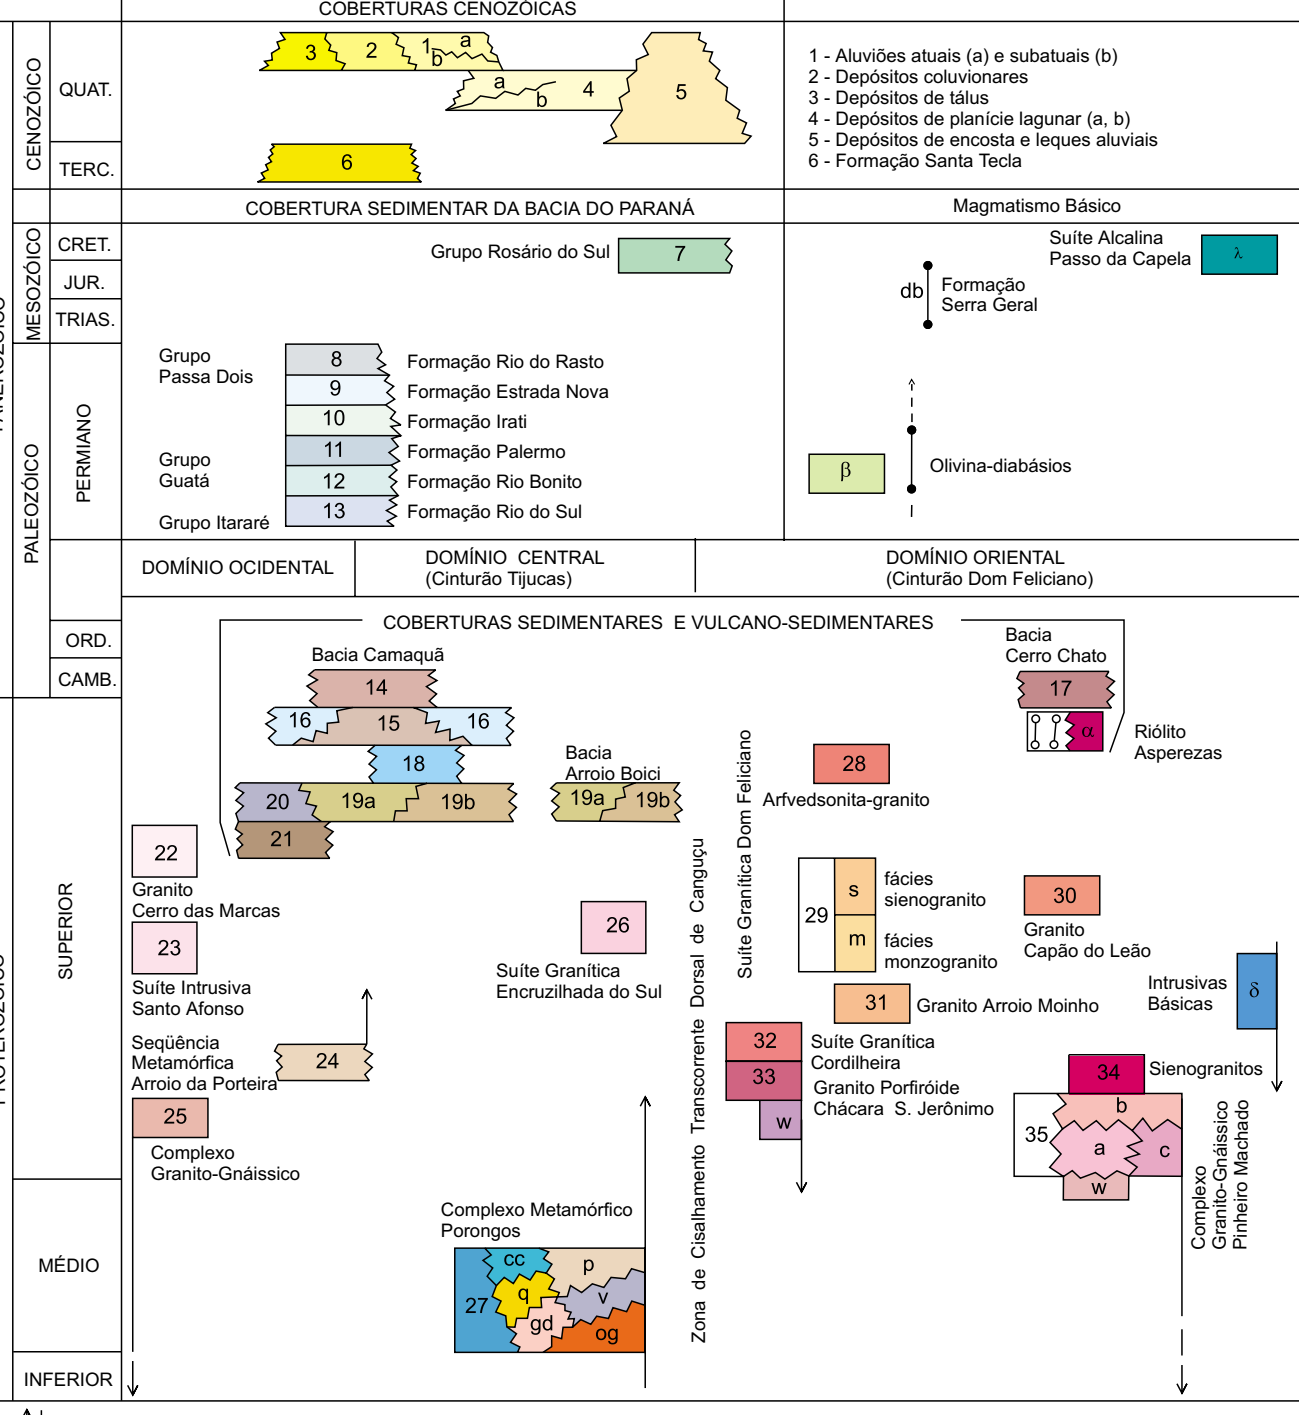 COBERTURAS CENOZÓICAS
CENOZÓICO
QUAT.
TERC.
3
2
1
a
b
a
b
4
5
6
1 - Aluviões atuais (a) e subatuais (b)
2 - Depósitos coluvionares
3 - Depósitos de tálus
4 - Depósitos de planície lagunar (a, b)
5 - Depósitos de encosta e leques aluviais
6 - Formação Santa Tecla
COBERTURA SEDIMENTAR DA BACIA DO PARANÁ
Magmatismo Básico
MESOZÓICO
CRET.
JUR.
TRIAS.
Grupo Rosário do Sul
7
Suíte Alcalina
Passo da Capela
λ
db
Formação
Serra Geral
PALEOZÓICO
PERMIANO
Grupo
Passa Dois
8
Formação Rio do Rasto
9
Formação Estrada Nova
10
Formação Irati
Grupo
Guatá
11
Formação Palermo
12
Formação Rio Bonito
Grupo Itararé
13
Formação Rio do Sul
β
Olivina-diabásios
DOMÍNIO OCIDENTAL
DOMÍNIO CENTRAL
(Cinturão Tijucas)
DOMÍNIO ORIENTAL
(Cinturão Dom Feliciano)
ORD.
CAMB.
COBERTURAS SEDIMENTARES E VULCANO-SEDIMENTARES
Bacia Camaquã
14
16
15
16
18
20
19a
19b
21
Bacia
Arroio Boici
19a
19b
Bacia
Cerro Chato
17
α
Riólito
Asperezas
SUPERIOR
22
Granito
Cerro das Marcas
23
Suíte Intrusiva
Santo Afonso
Seqüência
Metamórfica
Arroio da Porteira
24
25
Complexo
Granito-Gnáissico
26
Suíte Granítica
Encruzilhada do Sul
Zona de Cisalhamento Transcorrente Dorsal de Canguçu
Suíte Granítica Dom Feliciano
28
Arfvedsonita-granito
29
s
fácies
sienogranito
m
fácies
monzogranito
30
Granito
Capão do Leão
31
Granito Arroio Moinho
Intrusivas
Básicas
δ
32
Suíte Granítica
Cordilheira
33
Granito Porfiróide
Chácara S. Jerônimo
w
34
Sienogranitos
35
b
a
c
w
Complexo
Granito-Gnáissico
Pinheiro Machado
MÉDIO
Complexo Metamórfico
Porongos
27
cc
p
q
v
gd
og
INFERIOR